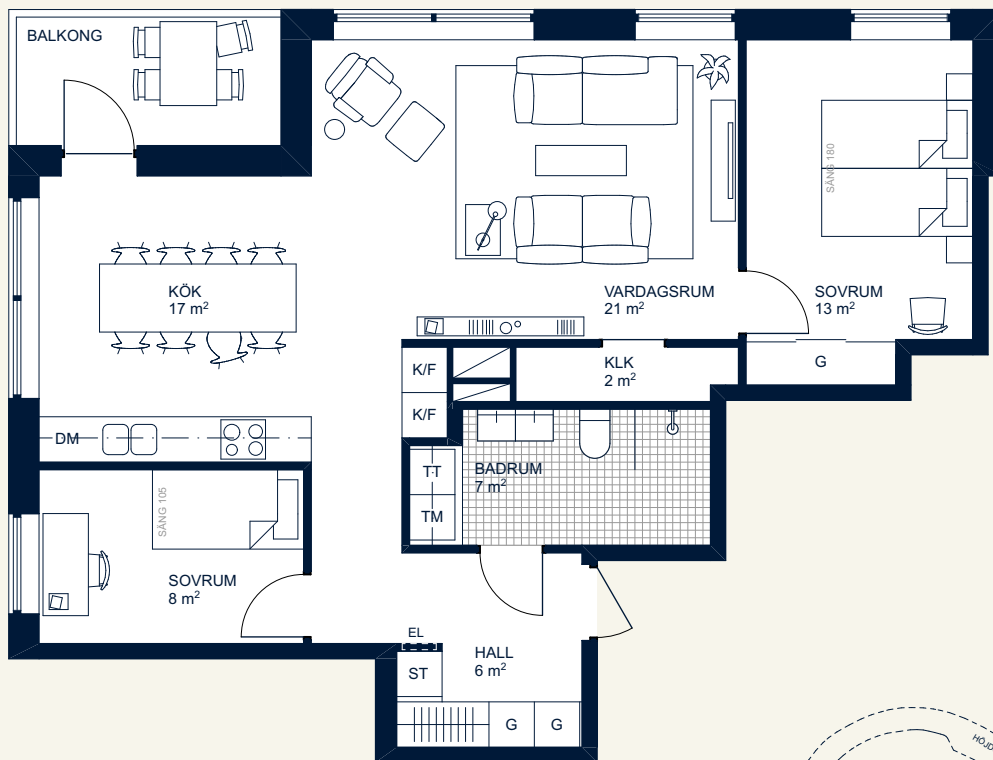 BALKONG
SÄNG 180
KÖK
17 m²
VARDAGSRUM
21 m²
SOVRUM
13 m²
K/F
KLK
2 m²
G
K/F
DM
TT
BADRUM
7 m²
SÄNG 105
TM
SOVRUM
8 m²
EL
HALL
6 m²
ST
G
G
HÖJD